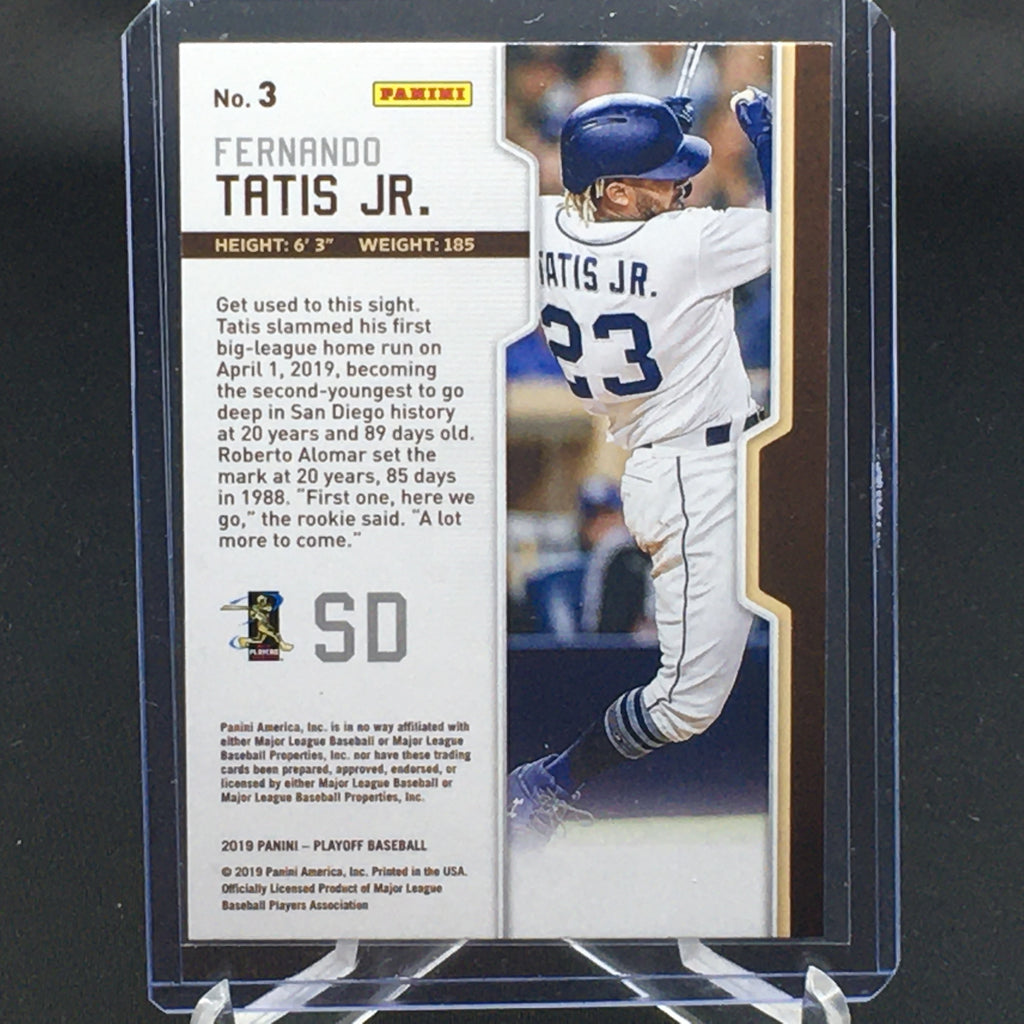 No. 3
PANINI
FERNANDO
TATIS JR.
HEIGHT: 6' 3" WEIGHT: 185
TATIS JR.
23
Get used to this sight.
Tatis slammed his first
big-league home run on
April 1, 2019, becoming
the second-youngest to go
deep in San Diego history
at 20 years and 89 days old.
Roberto Alomar set the
mark at 20 years, 85 days
in 1988. "First one, here we
go," the rookie said. "A lot
more to come."
PLAYERS
SD
Panini America, Inc. is in no way affiliated with
either Major League Baseball or Major League
Baseball Properties, Inc. nor have these trading
cards been prepared, approved, endorsed, or
licensed by either Major League Baseball or
Major League Baseball Properties, Inc.
2019 PANINI – PLAYOFF BASEBALL
© 2019 Panini America, Inc. Printed in the USA.
Officially Licensed Product of Major League
Baseball Players Association